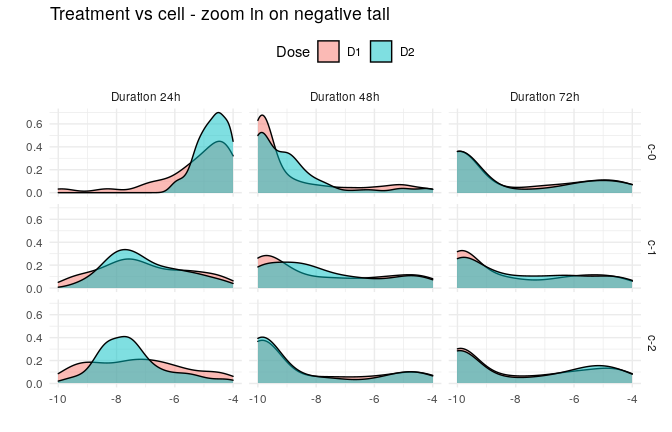 Treatment vs cell - zoom in on negative tail
Dose D1 D2
Duration 24h Duration 48h Duration 72h
0.6
0.4
0.2
0.0
c-0
0.6
0.4
0.2
0.0
c-1
0.6
0.4
0.2
0.0
c-2
-10 -8 -6 -4 -10 -8 -6 -4 -10 -8 -6 -4